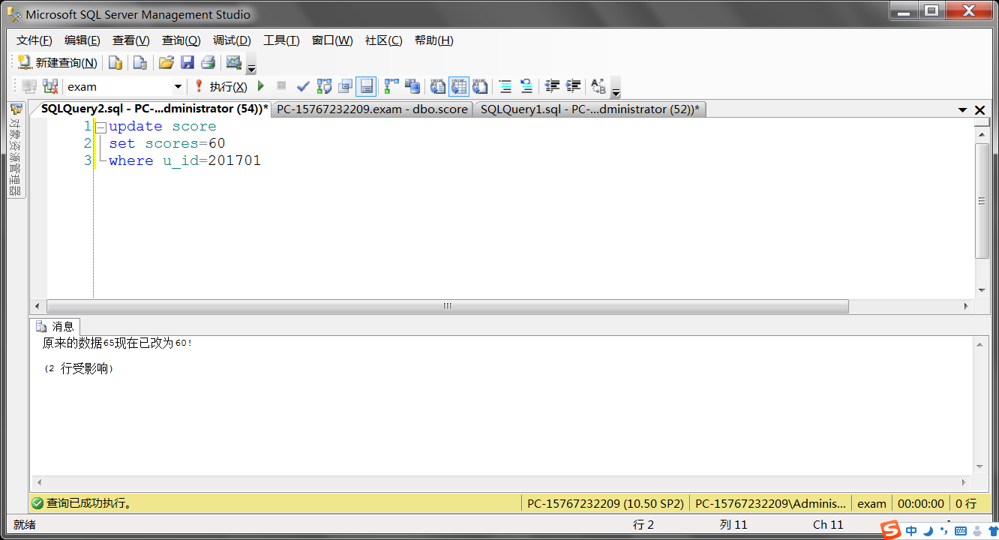 Microsoft SQL Server Management Studio
文件(F) 编辑(E) 查看(V) 查询(Q) 调试(D) 工具(T) 窗口(W) 社区(C) 帮助(H)
新建查询(N)
exam 执行(X)
SQLQuery2.sql - PC-...dministrator (54))* PC-15767232209.exam - dbo.score SQLQuery1.sql - PC-...dministrator (52))*
对象资源管理器
1 update score
2 set scores=60
3 where u_id=201701
消息
原来的数据65现在已改为60!
(2 行受影响)
查询已成功执行。 PC-15767232209 (10.50 SP2) PC-15767232209\Adminis... exam 00:00:00 0 行
就绪 行 2 列 11 Ch 11
S 中